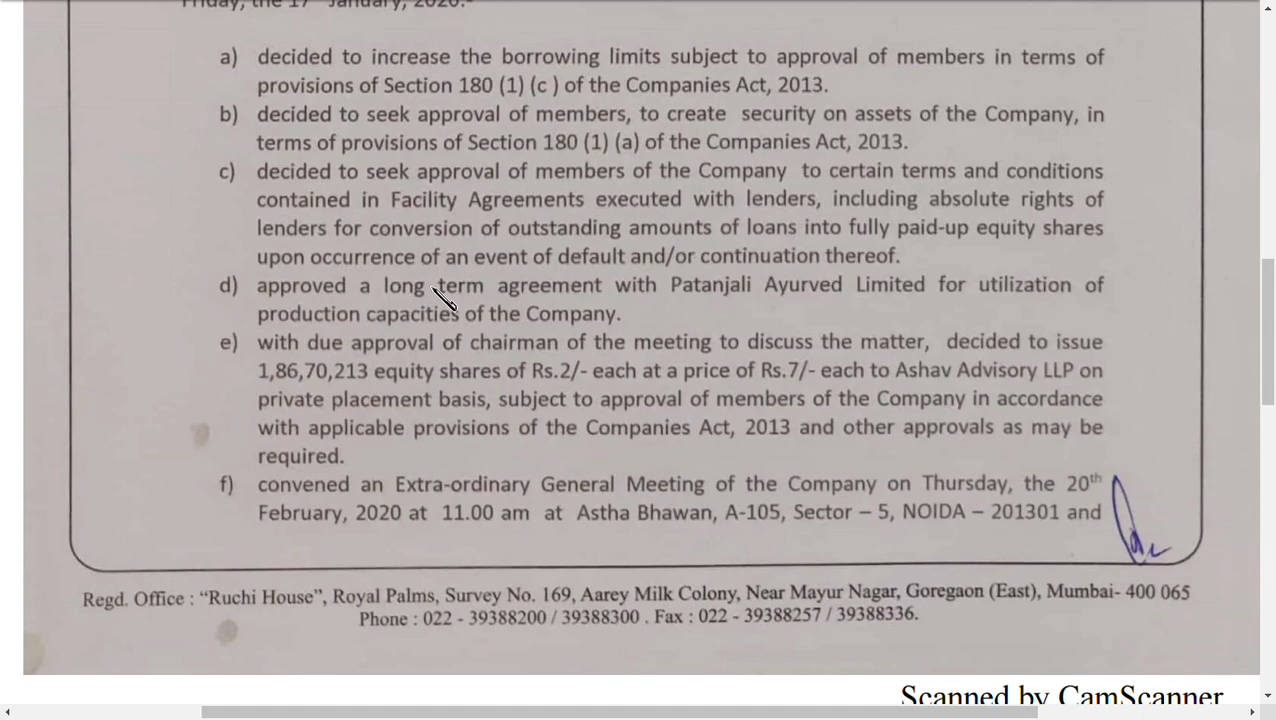 Friday, the 17 January, 2020.-
a) decided to increase the borrowing limits subject to approval of members in terms of
provisions of Section 180 (1) (c ) of the Companies Act, 2013.
b) decided to seek approval of members, to create security on assets of the Company, in
terms of provisions of Section 180 (1) (a) of the Companies Act, 2013.
c) decided to seek approval of members of the Company to certain terms and conditions
contained in Facility Agreements executed with lenders, including absolute rights of
lenders for conversion of outstanding amounts of loans into fully paid-up equity shares
upon occurrence of an event of default and/or continuation thereof.
d) approved a long term agreement with Patanjali Ayurved Limited for utilization of
production capacities of the Company.
e) with due approval of chairman of the meeting to discuss the matter, decided to issue
1,86,70,213 equity shares of Rs.2/- each at a price of Rs.7/- each to Ashav Advisory LLP on
private placement basis, subject to approval of members of the Company in accordance
with applicable provisions of the Companies Act, 2013 and other approvals as may be
required.
f) convened an Extra-ordinary General Meeting of the Company on Thursday, the 20th
February, 2020 at 11.00 am at Astha Bhawan, A-105, Sector – 5, NOIDA – 201301 and
Regd. Office : “Ruchi House”, Royal Palms, Survey No. 169, Aarey Milk Colony, Near Mayur Nagar, Goregaon (East), Mumbai- 400 065
Phone : 022 - 39388200 / 39388300 . Fax : 022 - 39388257 / 39388336.
Scanned by CamScanner